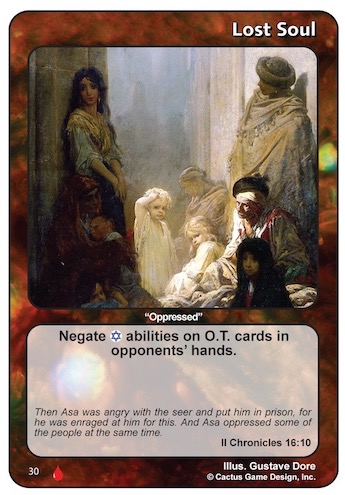 Lost Soul
"Oppressed"
Negate ✡ abilities on O.T. cards in
opponents' hands.
Then Asa was angry with the seer and put him in prison, for
he was enraged at him for this. And Asa oppressed some of
the people at the same time.
II Chronicles 16:10
Illus. Gustave Dore
30
© Cactus Game Design, Inc.